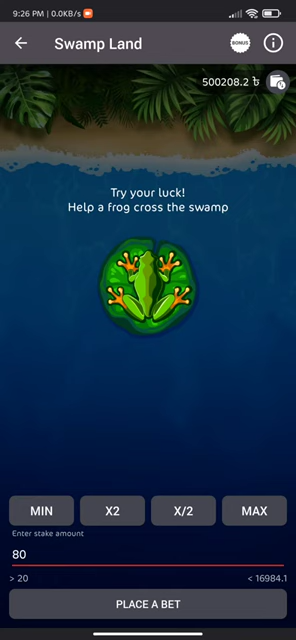 9:26 PM | 0.0KB/s
Swamp Land
BONUS
500208.2 ৳
Try your luck!
Help a frog cross the swamp
MIN
X2
X/2
MAX
Enter stake amount
80
> 20
< 16984.1
PLACE A BET